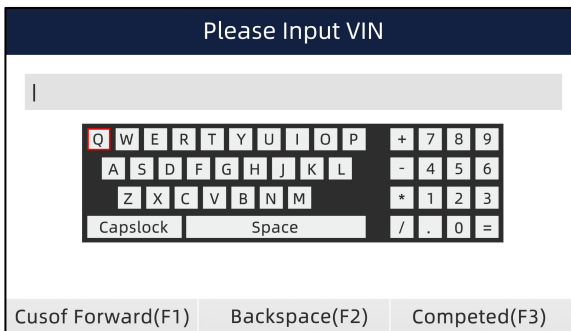 Please Input VIN
Q W E R T Y U I O P + 7 8 9
A S D F G H J K L - 4 5 6
Z X C V B N M * 1 2 3
Capslock Space / . 0 =
Cusof Forward(F1) Backspace(F2) Competed(F3)